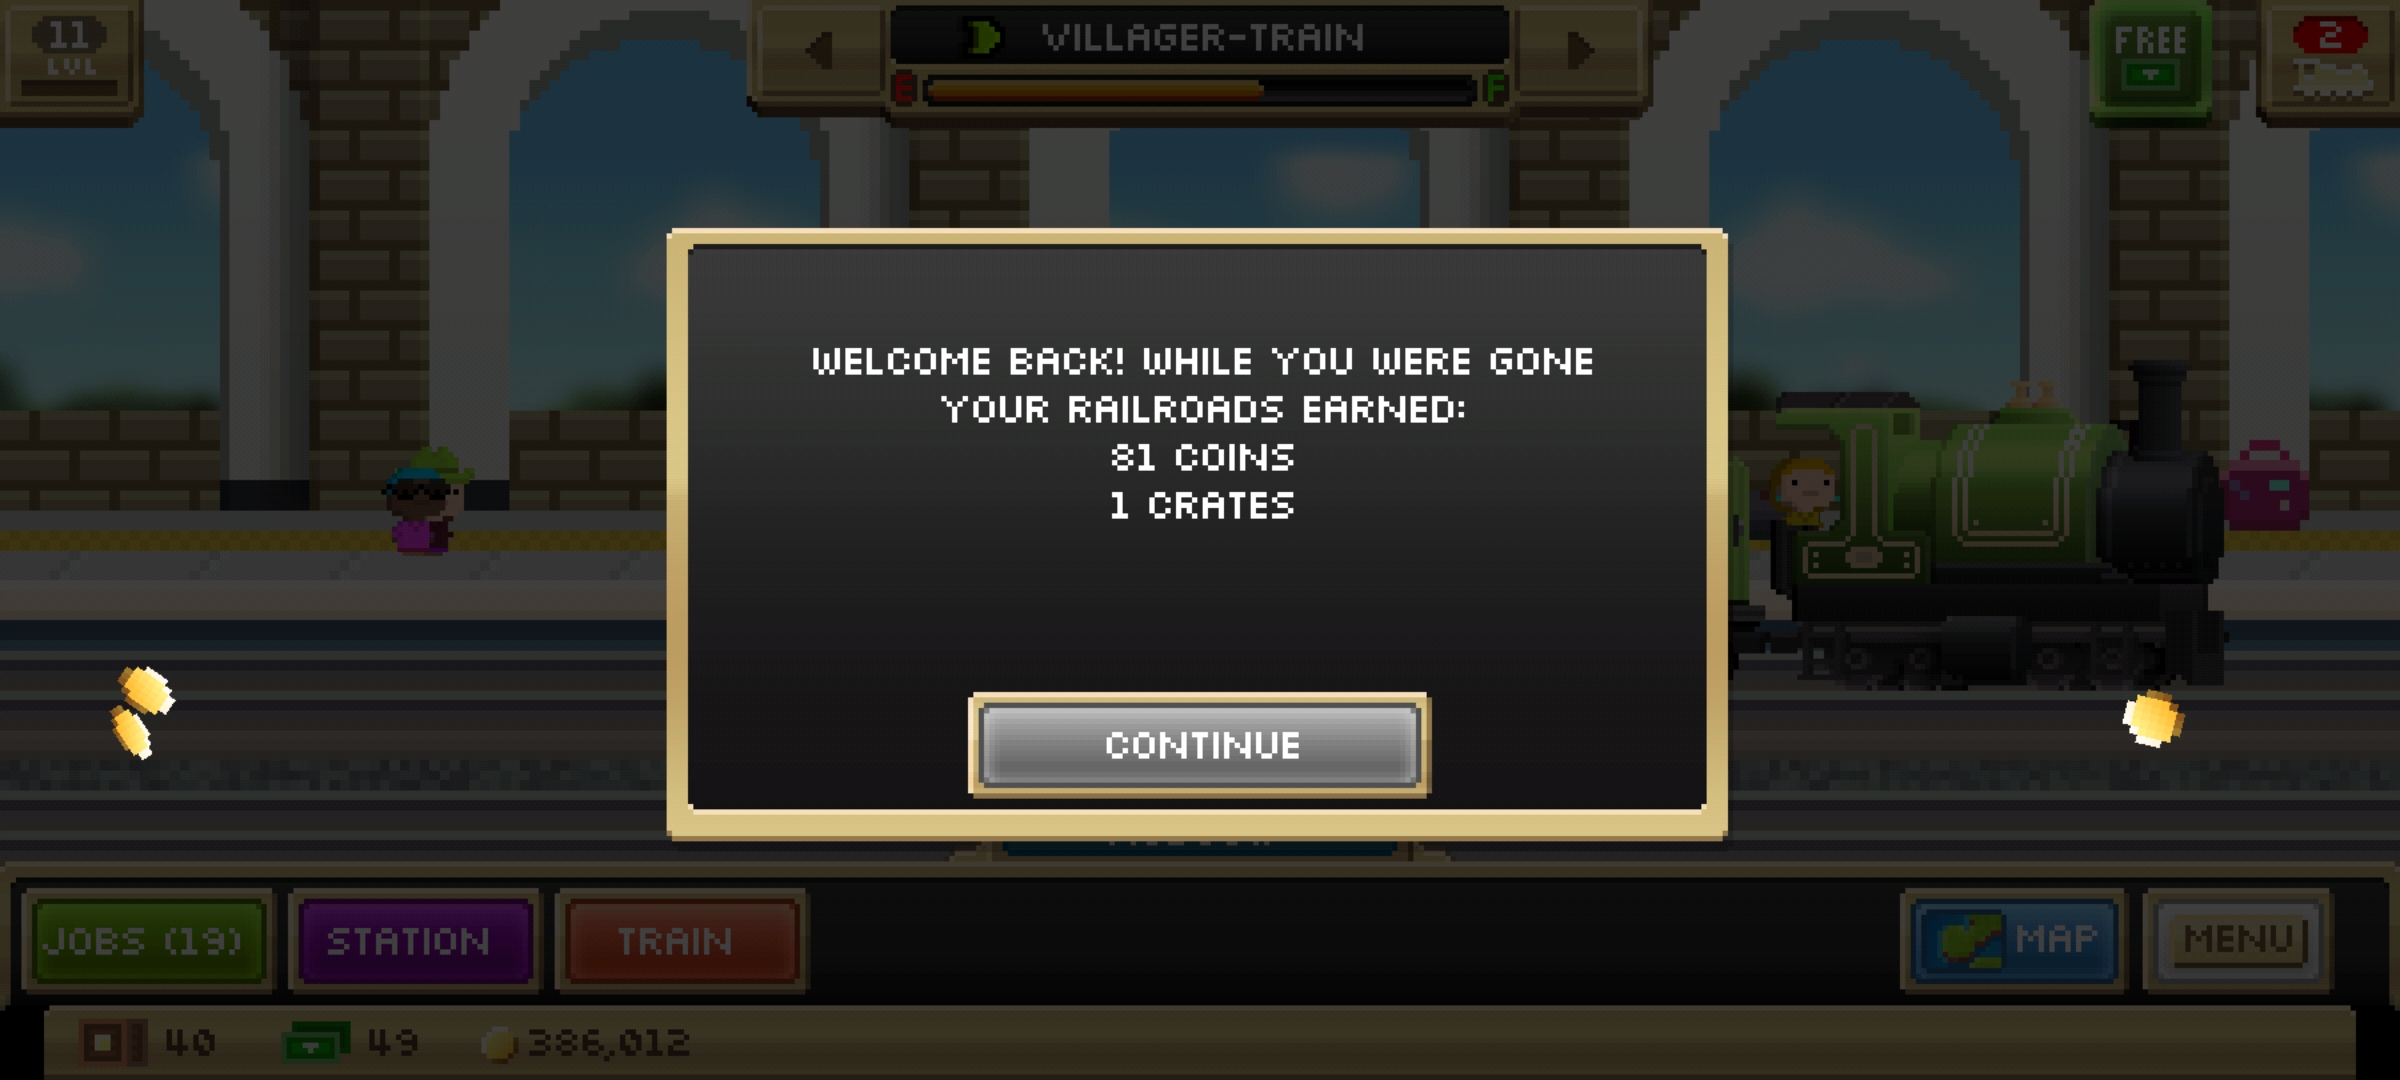 11
LVL
VILLAGER-TRAIN
E F
FREE
2
WELCOME BACK! WHILE YOU WERE GONE
YOUR RAILROADS EARNED:
81 COINS
1 CRATES
CONTINUE
JOBS (19)
STATION
TRAIN
MAP
MENU
40
49
386,012